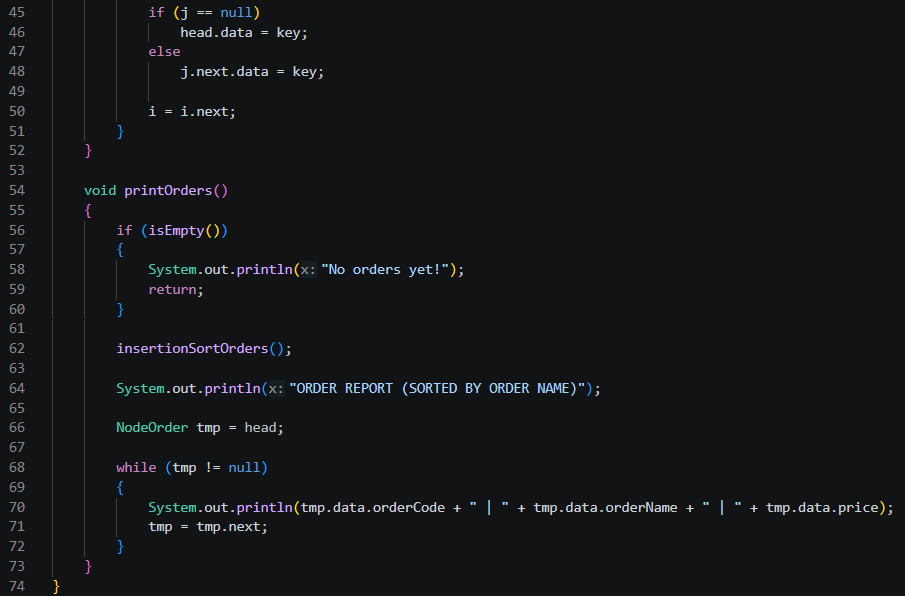 45 if (j == null)
46 head.data = key;
47 else
48 j.next.data = key;
49
50 i = i.next;
51 }
52 }
53
54 void printOrders()
55 {
56 if (isEmpty())
57 {
58 System.out.println(x: "No orders yet!");
59 return;
60 }
61
62 insertionSortOrders();
63
64 System.out.println(x: "ORDER REPORT (SORTED BY ORDER NAME)");
65
66 NodeOrder tmp = head;
67
68 while (tmp != null)
69 {
70 System.out.println(tmp.data.orderCode + " | " + tmp.data.orderName + " | " + tmp.data.price);
71 tmp = tmp.next;
72 }
73 }
74 }